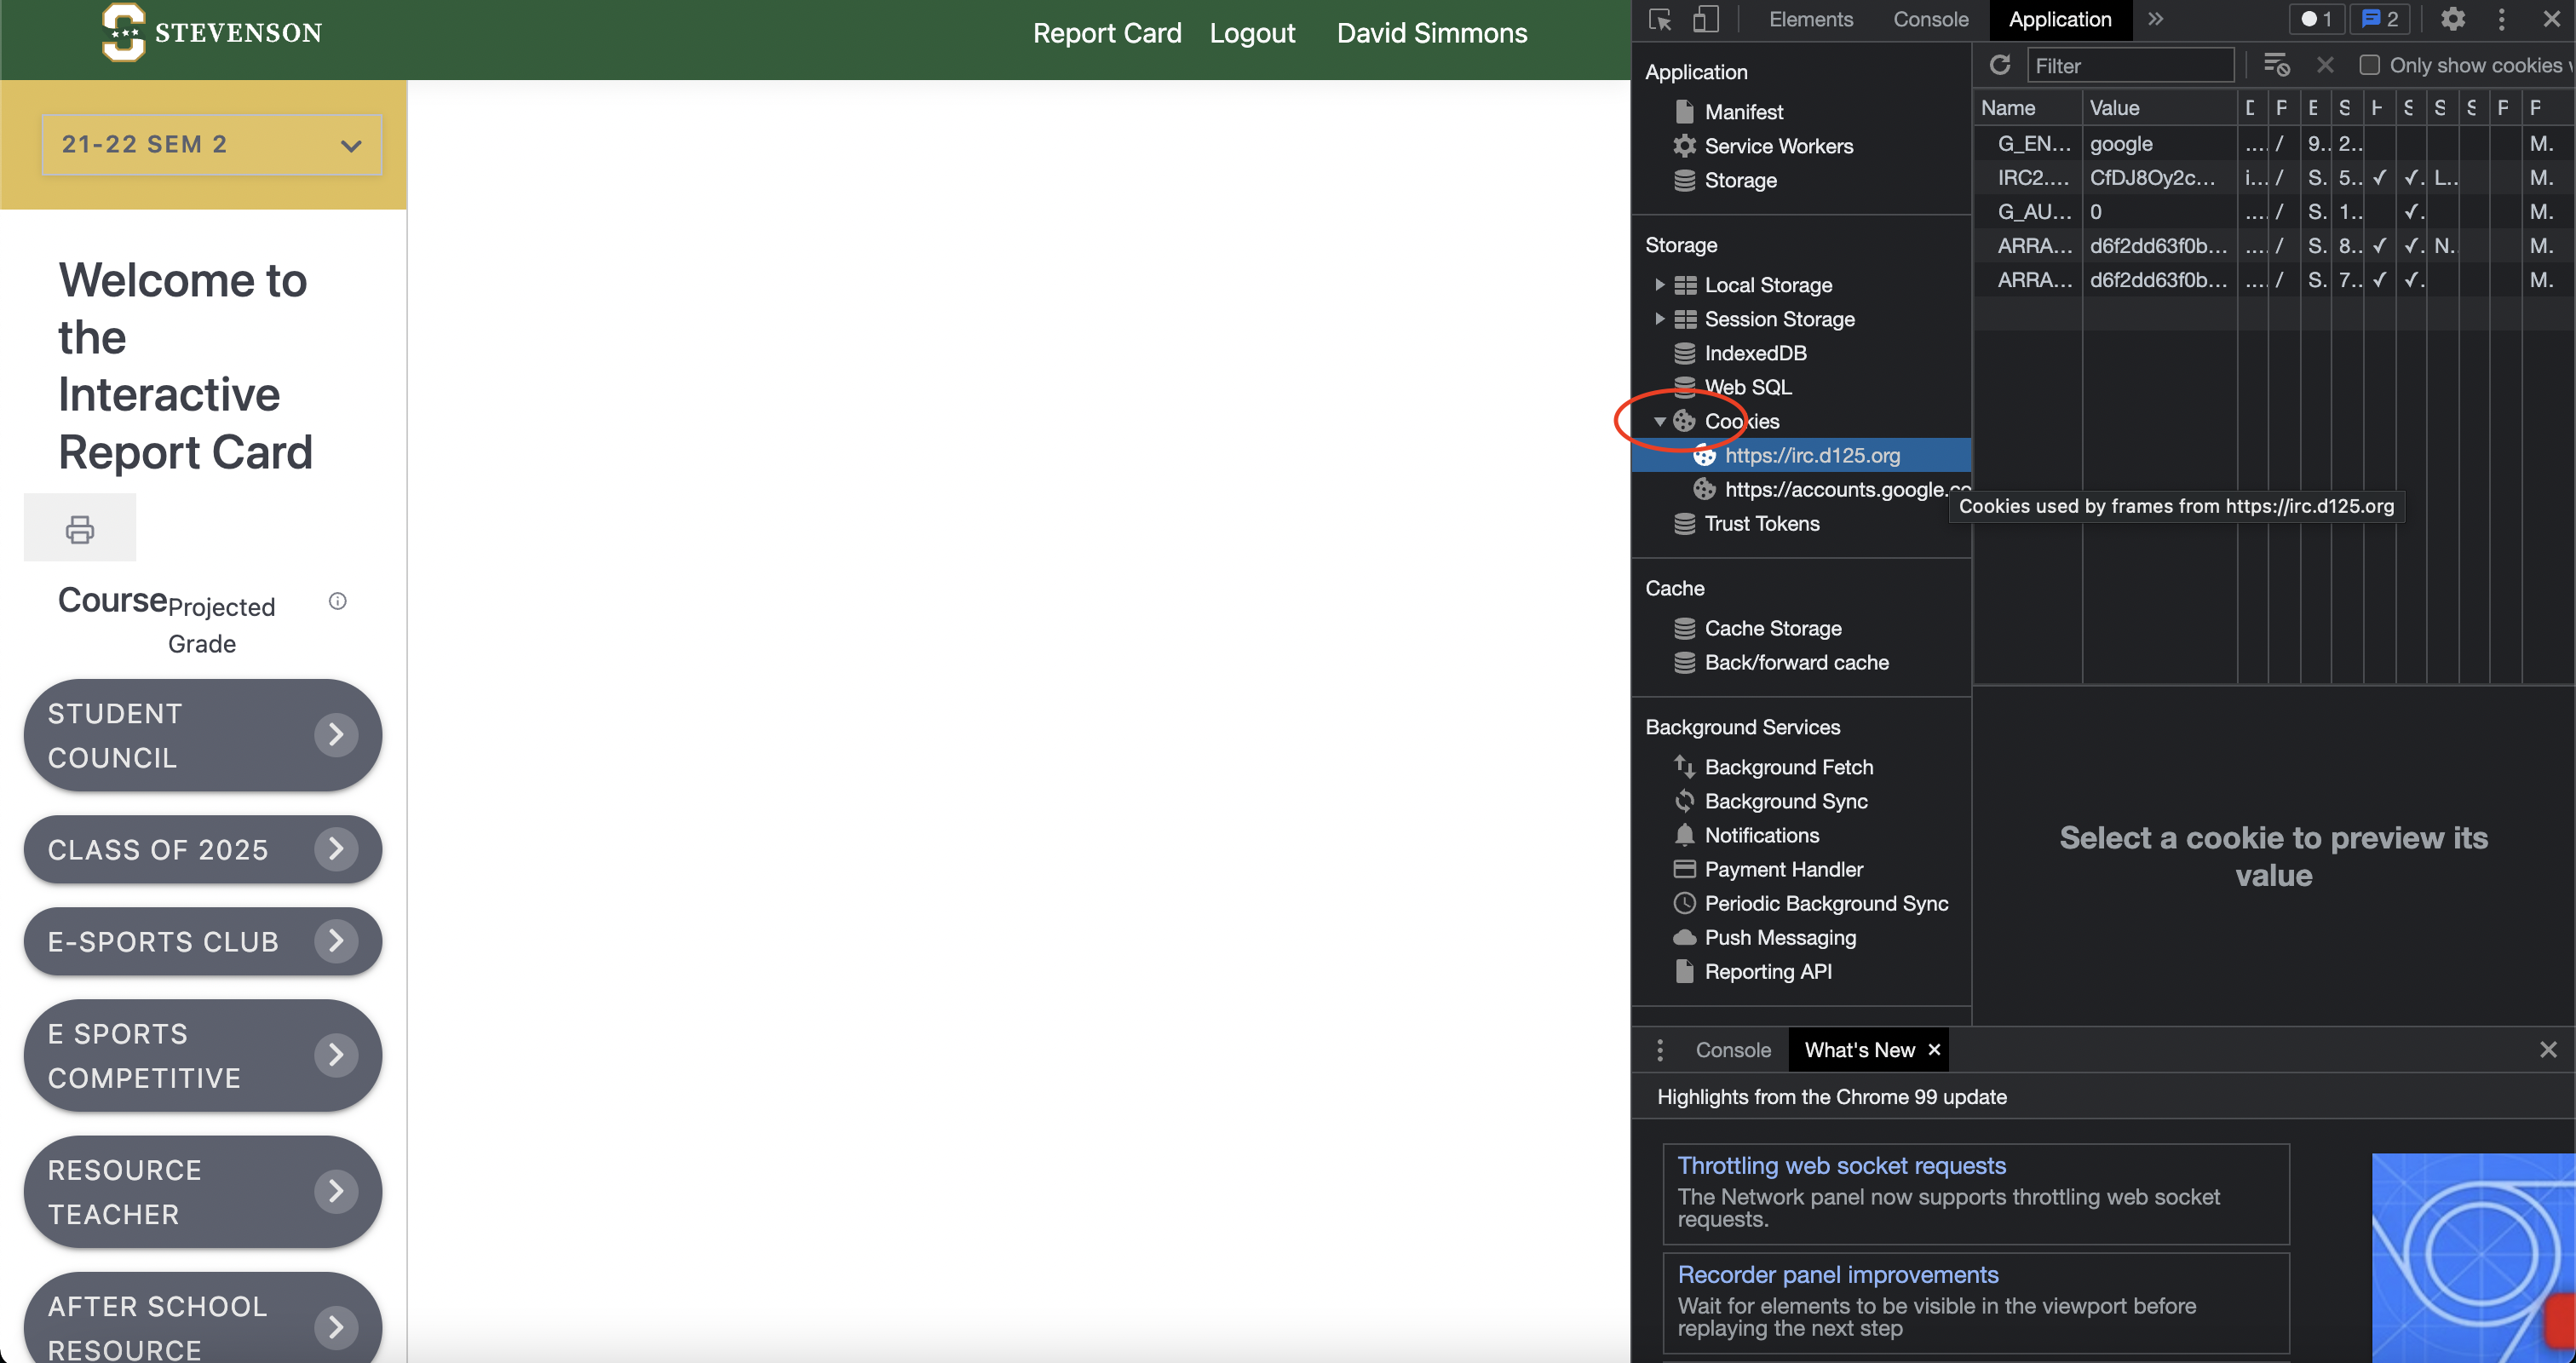 STEVENSON
Report Card Logout David Simmons
21-22 SEM 2
Welcome to
the
Interactive
Report Card
Course Projected
Grade
STUDENT
COUNCIL
CLASS OF 2025
E-SPORTS CLUB
E SPORTS
COMPETITIVE
RESOURCE
TEACHER
AFTER SCHOOL
RESOURCE
Elements Console Application 1 2
Application
Manifest
Service Workers
Storage
Storage
Local Storage
Session Storage
IndexedDB
Web SQL
Cookies
https://irc.d125.org
https://accounts.google.co
Trust Tokens
Cache
Cache Storage
Back/forward cache
Background Services
Background Fetch
Background Sync
Notifications
Payment Handler
Periodic Background Sync
Push Messaging
Reporting API
Filter Only show cookies
Name Value
G_EN... google .... / 9.. 2.. M.
IRC2.... CfDJ8Oy2c... i... / S. 5.. ✓ ✓. L.. M.
G_AU... 0 .... / S. 1.. ✓. M.
ARRA... d6f2dd63f0b... .... / S. 8.. ✓ ✓. N. M.
ARRA... d6f2dd63f0b... .... / S. 7.. ✓ ✓. M.
Cookies used by frames from https://irc.d125.org
Select a cookie to preview its
value
Console What's New
Highlights from the Chrome 99 update
Throttling web socket requests
The Network panel now supports throttling web socket
requests.
Recorder panel improvements
Wait for elements to be visible in the viewport before
replaying the next step